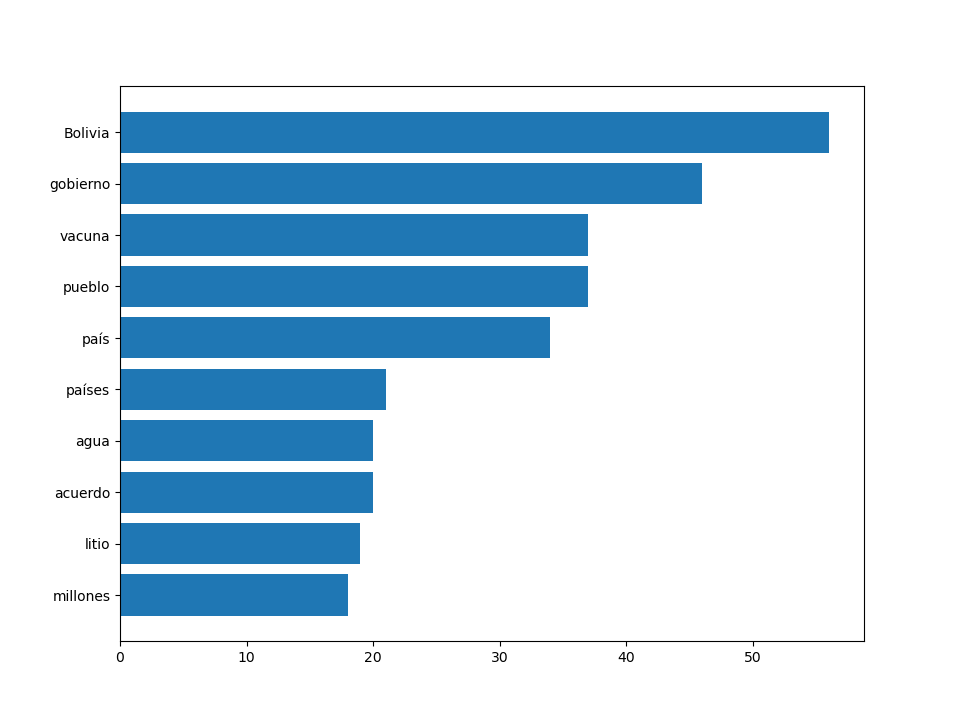 Bolivia
gobierno
vacuna
pueblo
país
países
agua
acuerdo
litio
millones
0 10 20 30 40 50